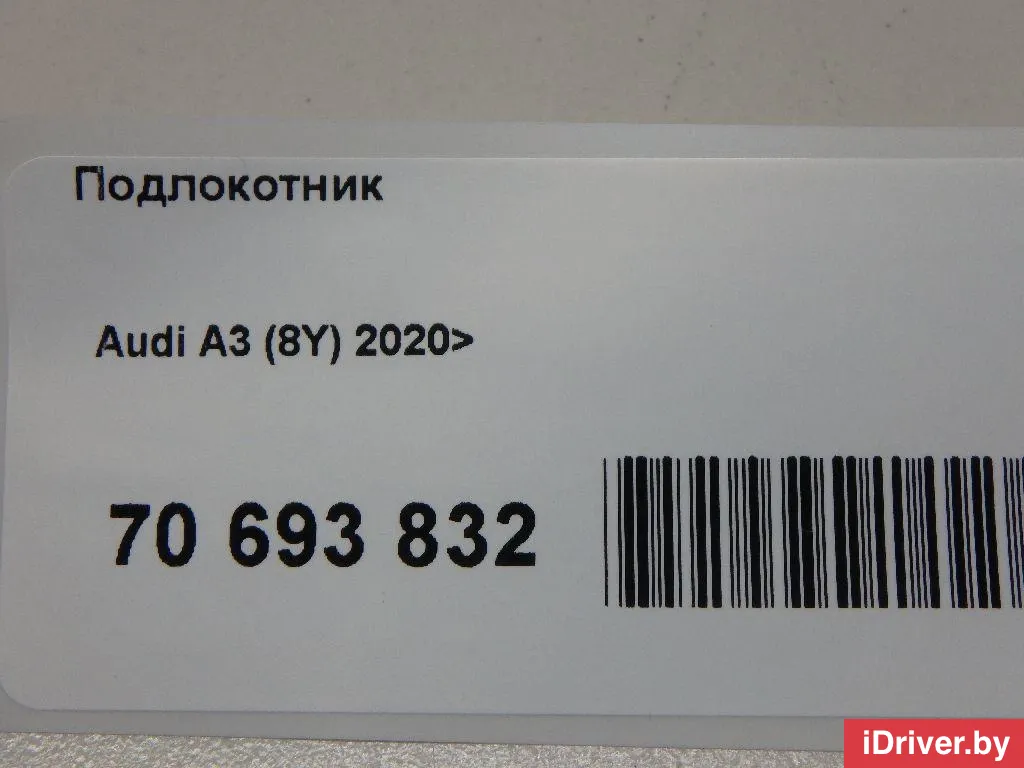 Подлокотник
Audi A3 (8Y) 2020>
70 693 832
iDriver.by